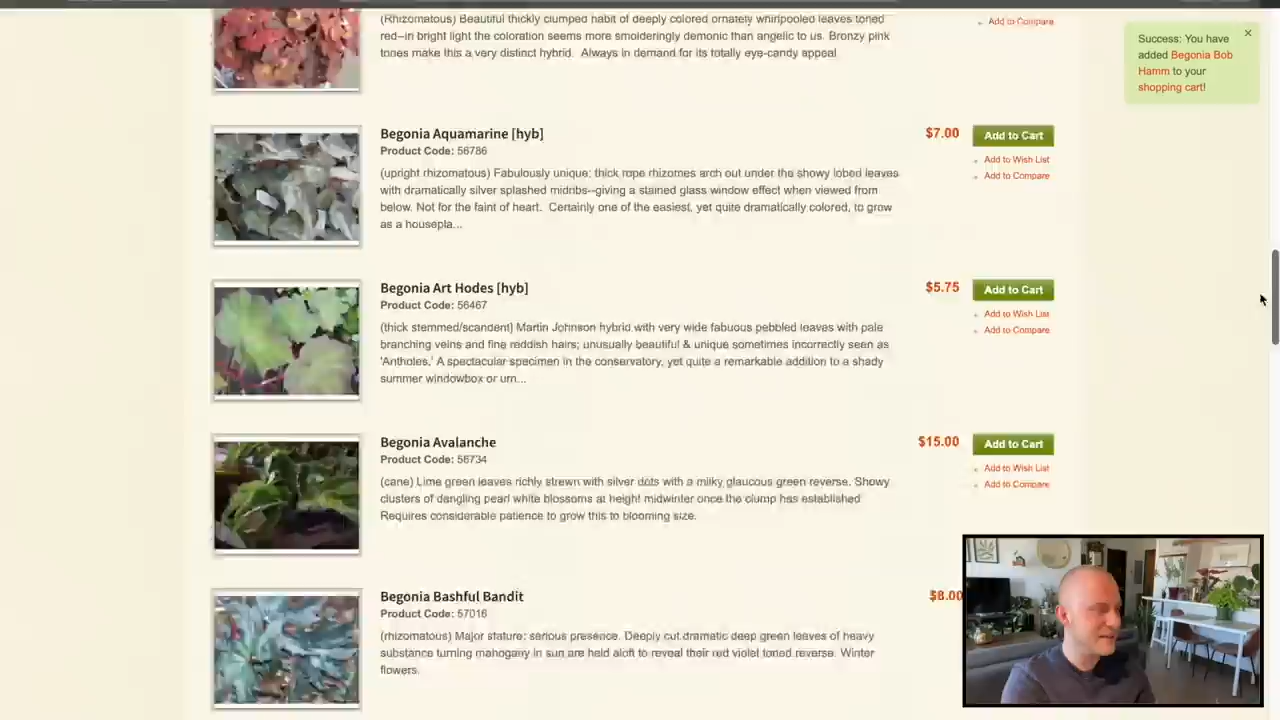 (Rhizomatous) Beautiful thickly clumped habit of deeply colored ornately whirlpooled leaves toned
red--in bright light the coloration seems more smolderingly demonic than angelic to us. Bronzy pink
tones make this a very distinct hybrid. Always in demand for its totally eye-candy appeal
Add to Compare
Success: You have
added Begonia Bob
Hamm to your
shopping cart!
×
Begonia Aquamarine [hyb]
Product Code: 56786
(upright rhizomatous) Fabulously unique: thick rope rhizomes arch out under the showy lobed leaves
with dramatically silver splashed midribs--giving a stained glass window effect when viewed from
below. Not for the faint of heart. Certainly one of the easiest, yet quite dramatically colored, to grow
as a housepla...
$7.00
Add to Cart
Add to Wish List
Add to Compare
Begonia Art Hodes [hyb]
Product Code: 56467
(thick stemmed/scandent) Martin Johnson hybrid with very wide fabuous pebbled leaves with pale
branching veins and fine reddish hairs; unusually beautiful & unique sometimes incorrectly seen as
'Antholes.' A spectacular specimen in the conservatory, yet quite a remarkable addition to a shady
summer windowbox or urn...
$5.75
Add to Cart
Add to Wish List
Add to Compare
Begonia Avalanche
Product Code: 56734
(cane) Lime green leaves richly strewn with silver dots with a milky glaucous green reverse. Showy
clusters of dangling pearl white blossoms at height midwinter once the clump has established
Requires considerable patience to grow this to blooming size.
$15.00
Add to Cart
Add to Wish List
Add to Compare
Begonia Bashful Bandit
Product Code: 57016
(rhizomatous) Major stature: serious presence. Deeply cut dramatic deep green leaves of heavy
substance turning mahogany in sun are held aloft to reveal their red violet toned reverse. Winter
flowers.
$8.00